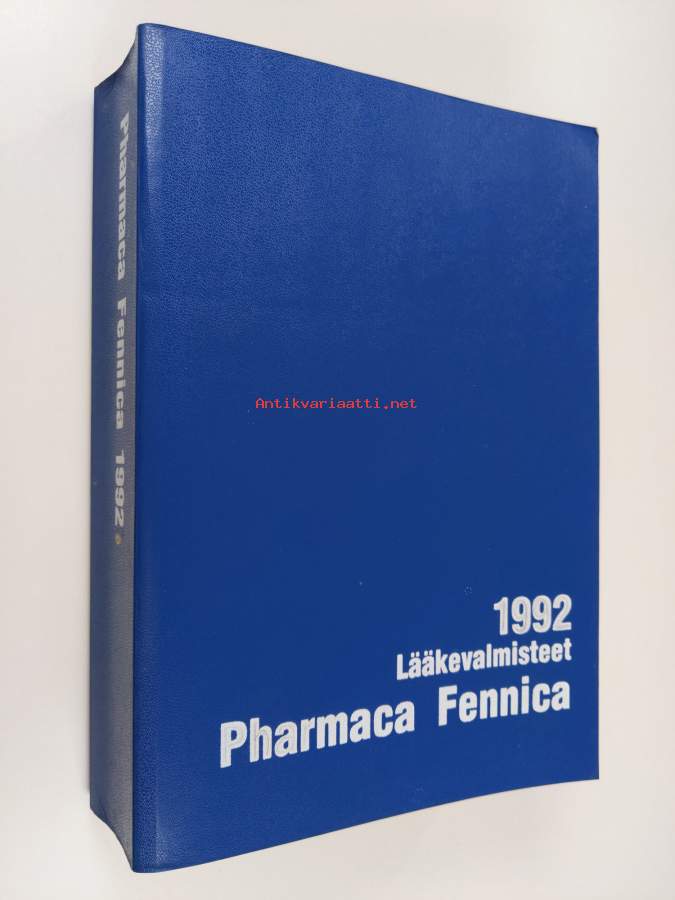 Pharmaca Fennica 1992
Antikvariaatti.net
1992
Lääkevalmisteet
Pharmaca Fennica